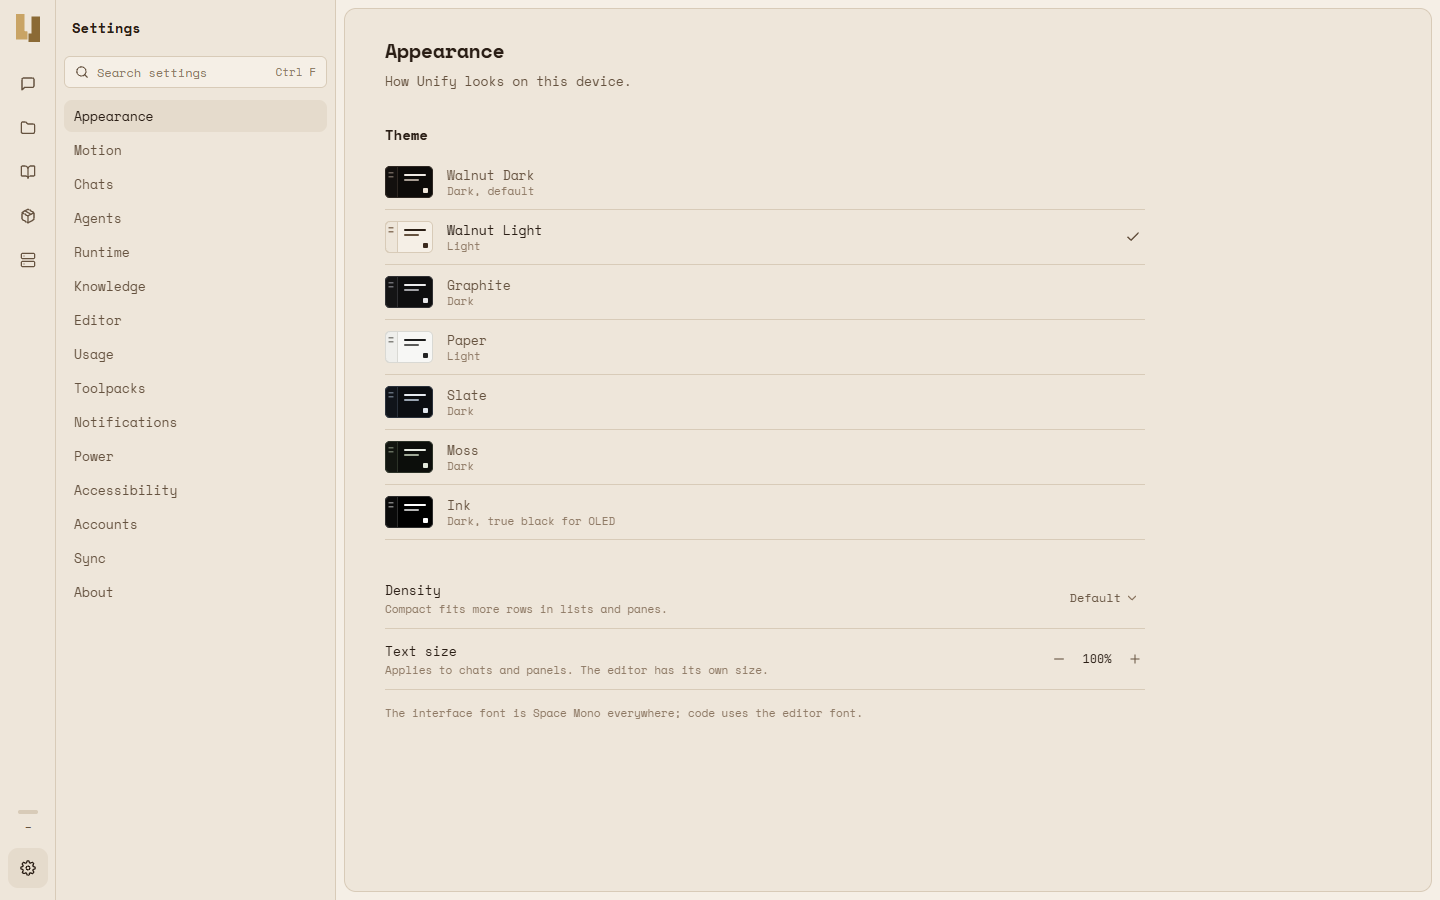 Settings
Search settings
Ctrl F
Appearance
Motion
Chats
Agents
Runtime
Knowledge
Editor
Usage
Toolpacks
Notifications
Power
Accessibility
Accounts
Sync
About
Appearance
How Unify looks on this device.
Theme
Walnut Dark
Dark, default
Walnut Light
Light
Graphite
Dark
Paper
Light
Slate
Dark
Moss
Dark
Ink
Dark, true black for OLED
Density
Compact fits more rows in lists and panes.
Default
Text size
Applies to chats and panels. The editor has its own size.
100%
The interface font is Space Mono everywhere; code uses the editor font.